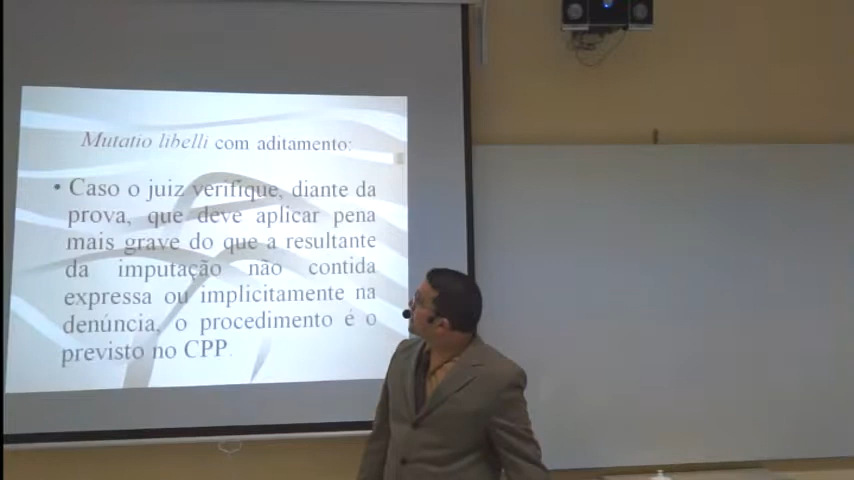 Mutatio libelli com aditamento:
• Caso o juiz verifique, diante da
prova, que deve aplicar pena
mais grave do que a resultante
da imputação não contida
expressa ou implicitamente na
denúncia, o procedimento é o
previsto no CPP.